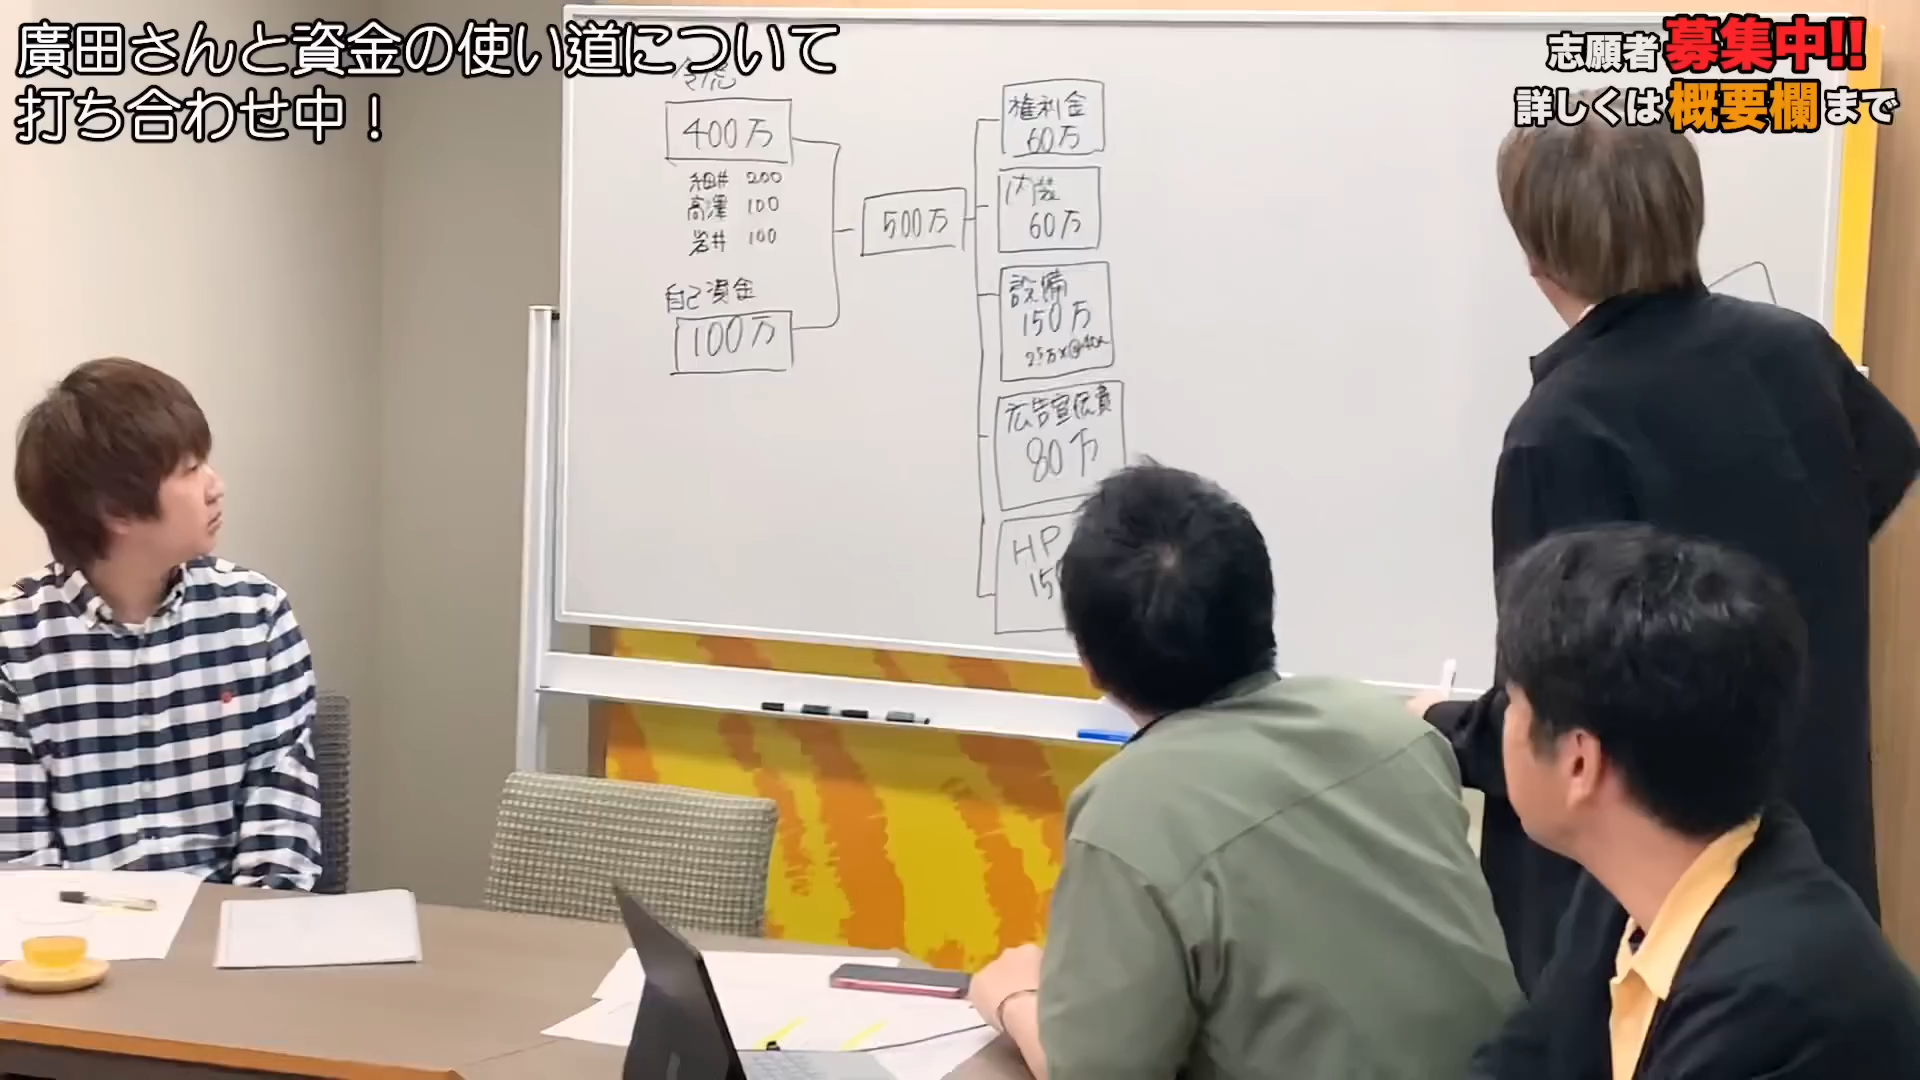 廣田さんと資金の使い道について
打ち合わせ中！
志願者募集中!!
詳しくは概要欄まで
令虎
400万
細井 200
高澤 100
岩井 100
自己資金
100万
500万
権利金
60万
内装
60万
設備
150万
広告宣伝費
80万
HP